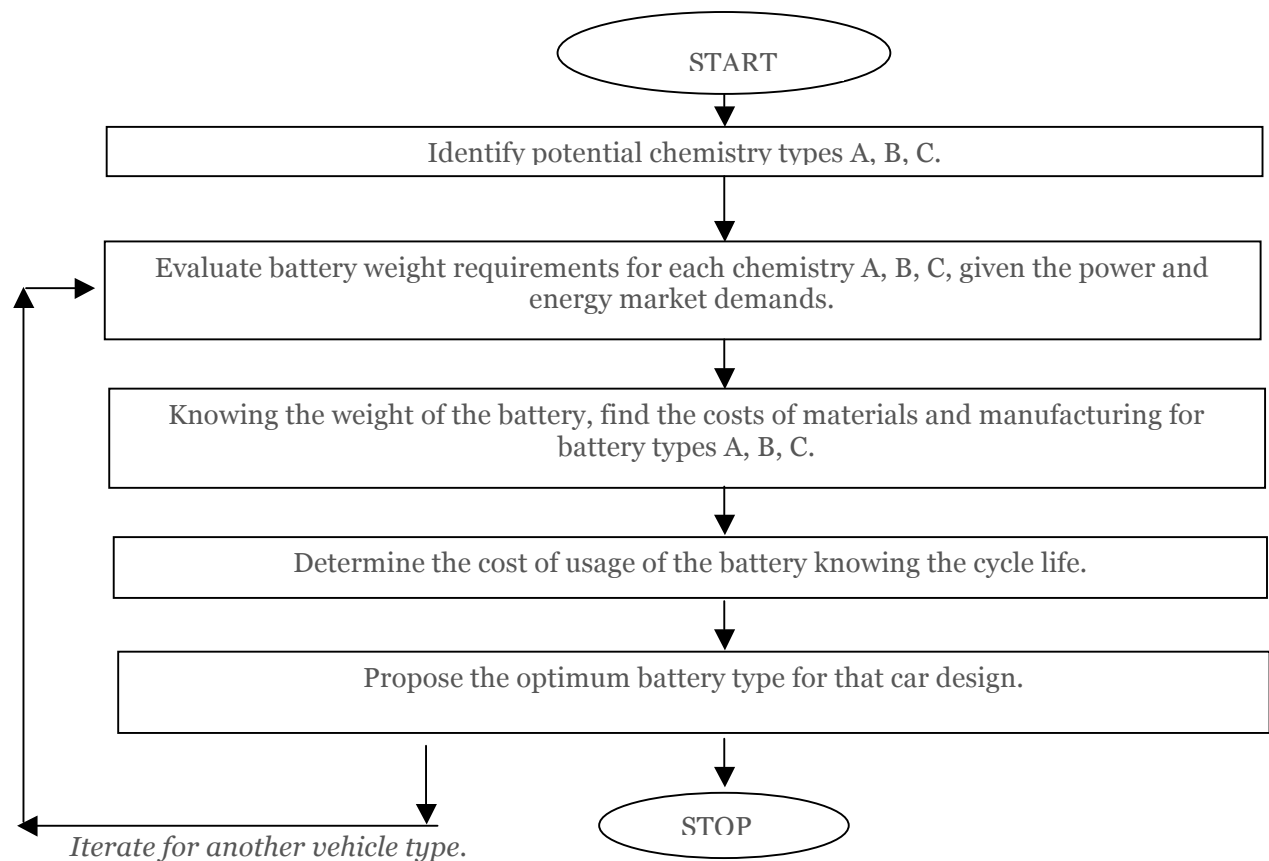 START
Identify potential chemistry types A, B, C.
Evaluate battery weight requirements for each chemistry A, B, C, given the power and
energy market demands.
Knowing the weight of the battery, find the costs of materials and manufacturing for
battery types A, B, C.
Determine the cost of usage of the battery knowing the cycle life.
Propose the optimum battery type for that car design.
STOP
Iterate for another vehicle type.